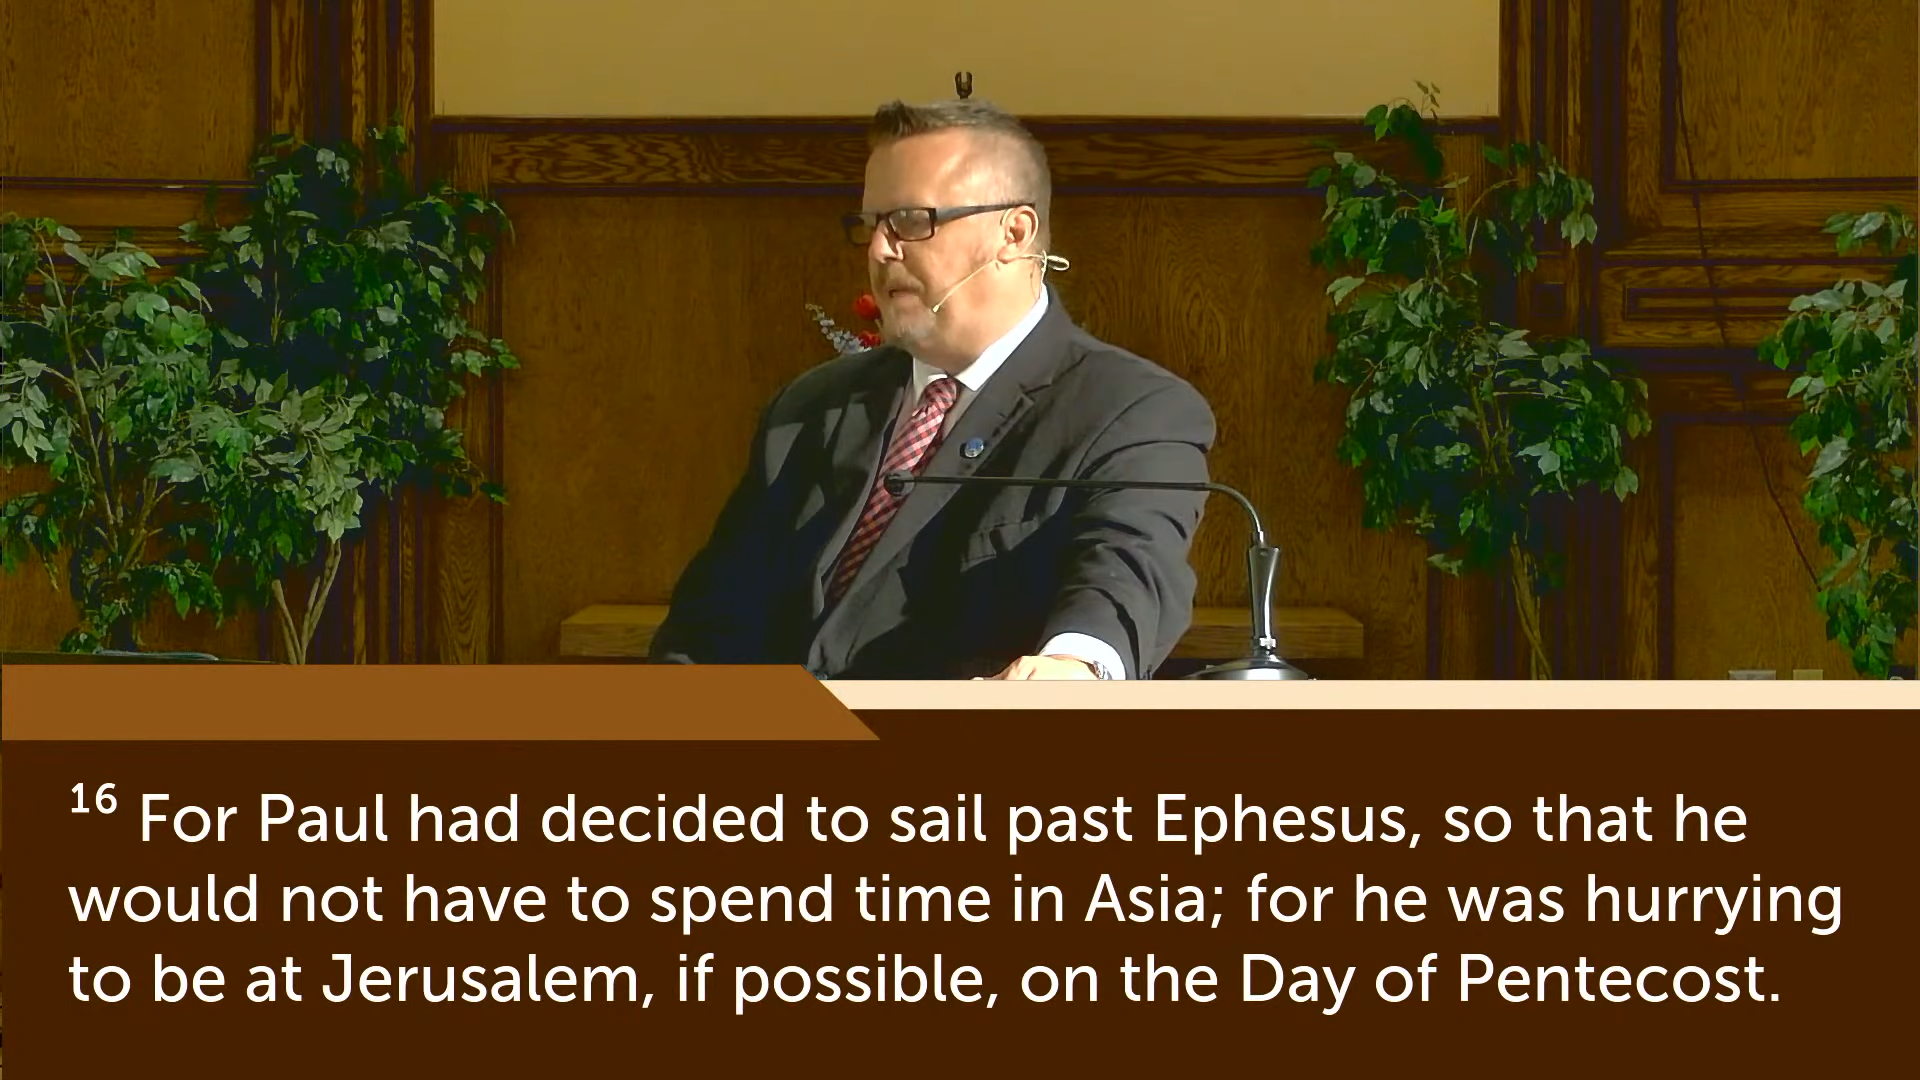 16 For Paul had decided to sail past Ephesus, so that he
would not have to spend time in Asia; for he was hurrying
to be at Jerusalem, if possible, on the Day of Pentecost.